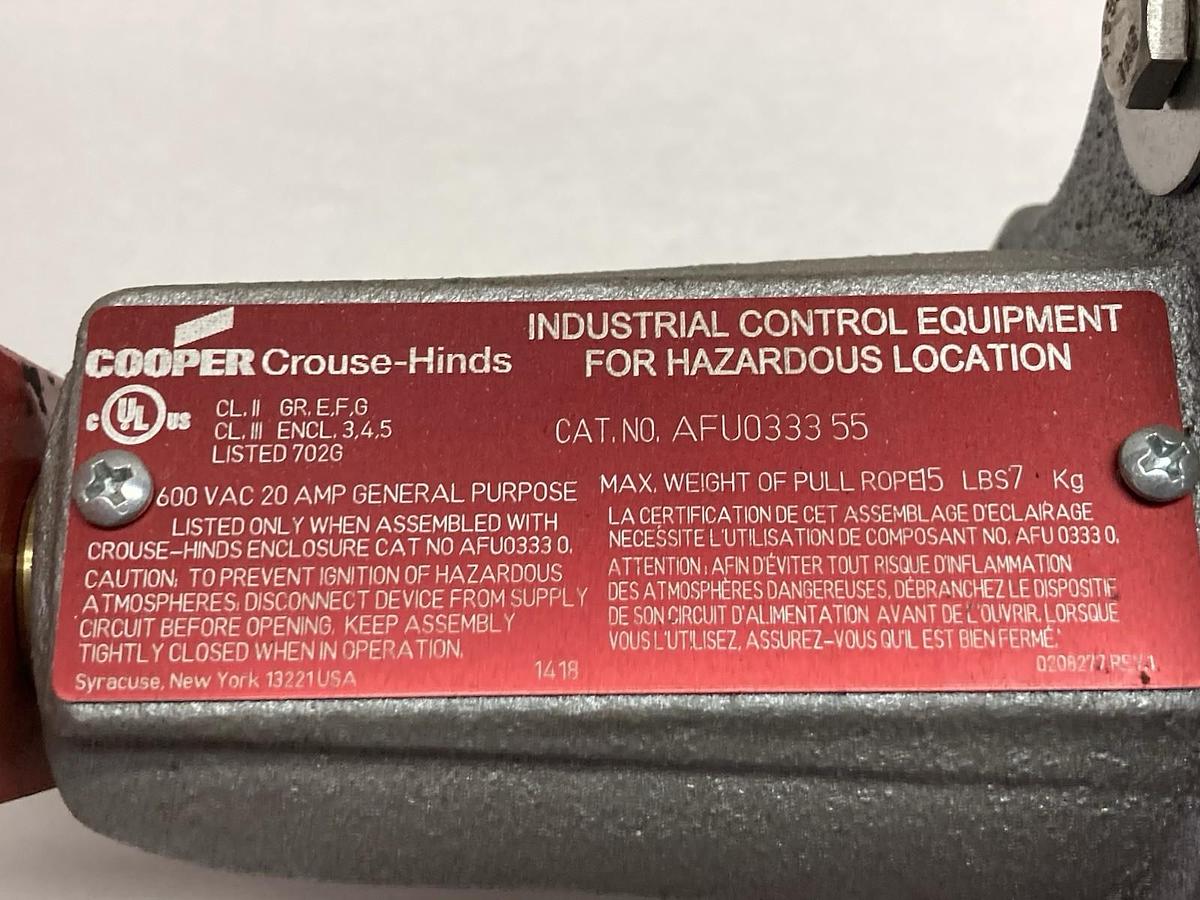 COOPER Crouse-Hinds
INDUSTRIAL CONTROL EQUIPMENT
FOR HAZARDOUS LOCATION
c UL us
CL. II GR. E,F,G
CL. III ENCL. 3,4,5
LISTED 702G
CAT. NO. AFU0333 55
600 VAC 20 AMP GENERAL PURPOSE
LISTED ONLY WHEN ASSEMBLED WITH
CROUSE-HINDS ENCLOSURE CAT NO AFU0333 0.
CAUTION: TO PREVENT IGNITION OF HAZARDOUS
ATMOSPHERES, DISCONNECT DEVICE FROM SUPPLY
CIRCUIT BEFORE OPENING. KEEP ASSEMBLY
TIGHTLY CLOSED WHEN IN OPERATION.
Syracuse, New York 13221 USA
1418
MAX. WEIGHT OF PULL ROPE 15 LBS 7 Kg
LA CERTIFICATION DE CET ASSEMBLAGE D'ECLAIRAGE
NECESSITE L'UTILISATION DE COMPOSANT NO. AFU 0333 0.
ATTENTION: AFIN D'ÉVITER TOUT RISQUE D'INFLAMMATION
DES ATMOSPHÈRES DANGEREUSES, DÉBRANCHEZ LE DISPOSITIF
DE SON CIRCUIT D'ALIMENTATION AVANT DE L'OUVRIR. LORSQUE
VOUS L'UTILISEZ, ASSUREZ-VOUS QU'IL EST BIEN FERMÉ.
0208277 REV.1